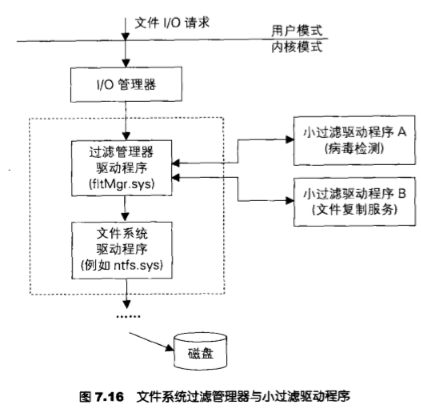 文件 I/O 请求
用户模式
内核模式
I/O 管理器
过滤管理器
驱动程序
(fltMgr.sys)
小过滤驱动程序 A
(病毒检测)
小过滤驱动程序 B
(文件复制服务)
文件系统
驱动程序
(例如 ntfs.sys)
……
磁盘
图 7.16 文件系统过滤管理器与小过滤驱动程序